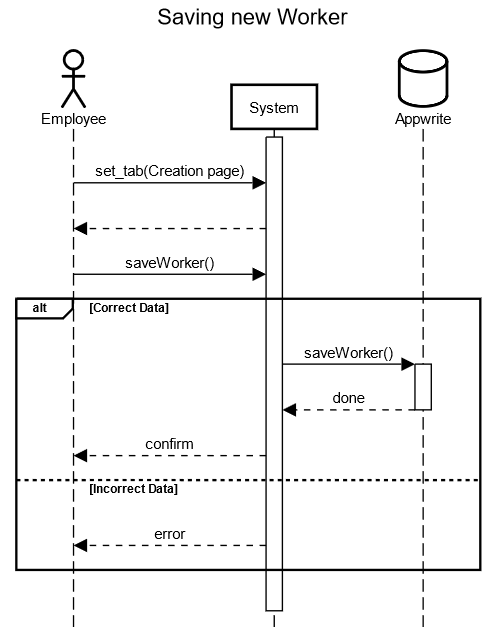 Saving new Worker
System
Employee
Appwrite
set_tab(Creation page)
saveWorker()
alt
[Correct Data]
saveWorker()
done
confirm
[Incorrect Data]
error